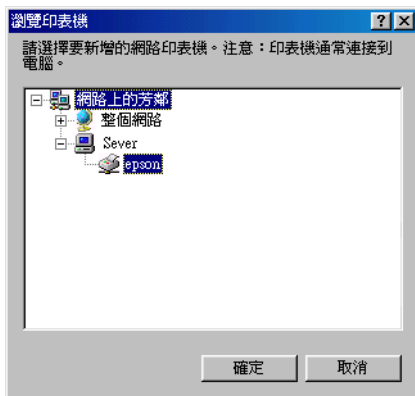 瀏覽印表機
請選擇要新增的網路印表機。注意：印表機通常連接到
電腦。
網路上的芳鄰
整個網路
Sever
epson
確定 取消